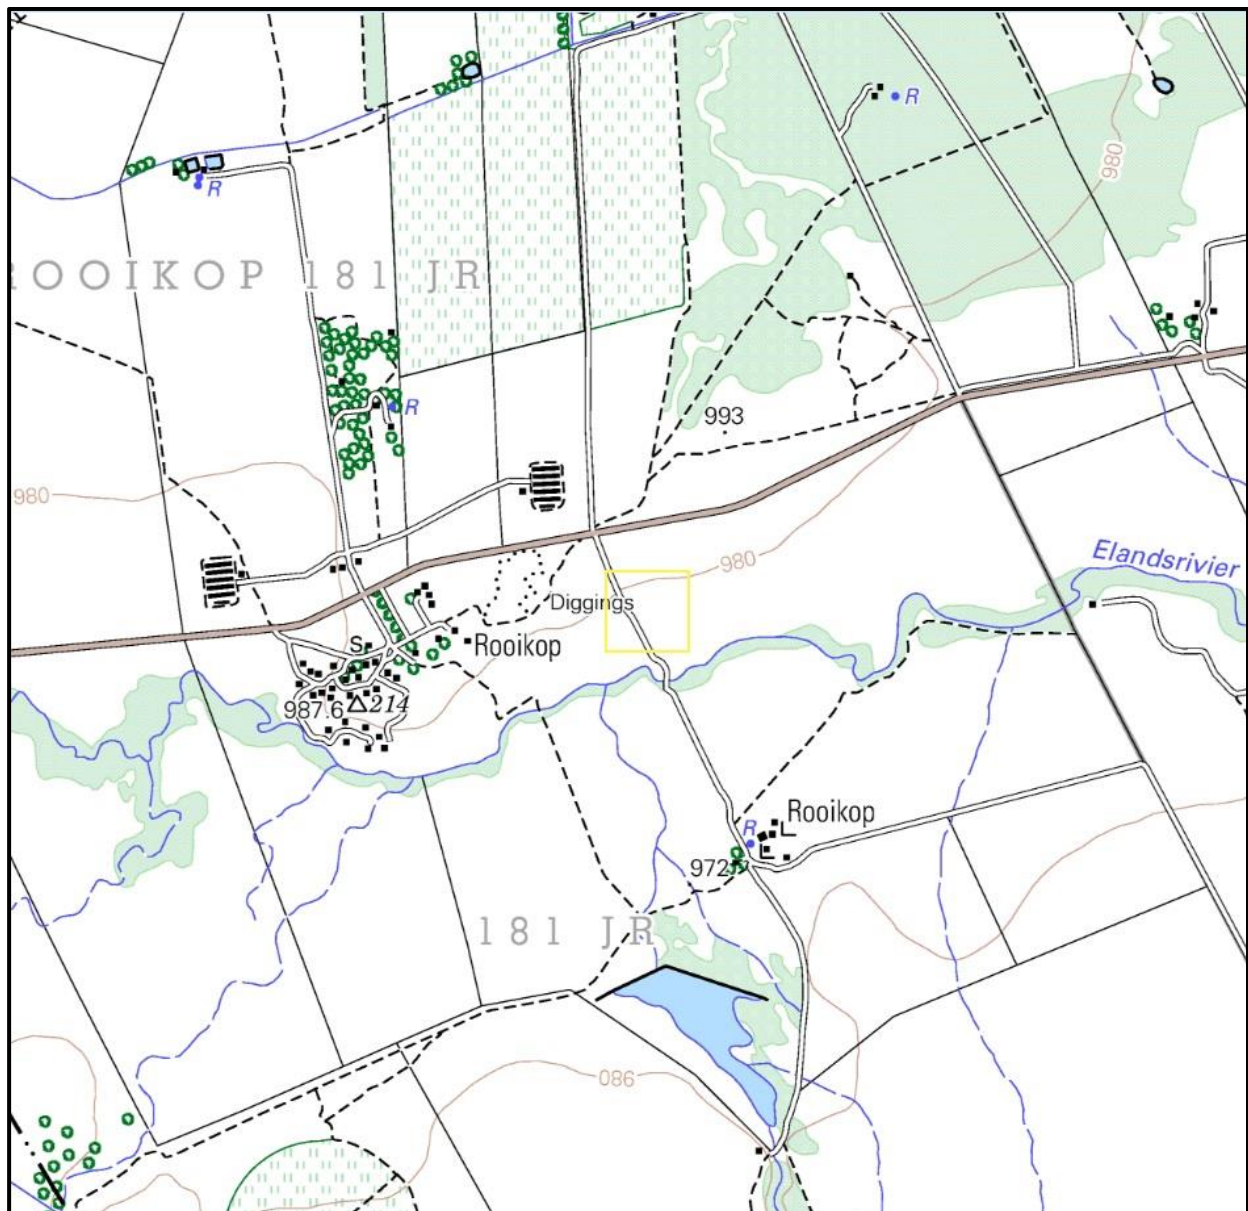 R
980
R
ROOIKOP 181 JR
R
993
980
980
Elandsrivier
Diggings
S
Rooikop
987.6 214
Rooikop
R
972
181 JR
086